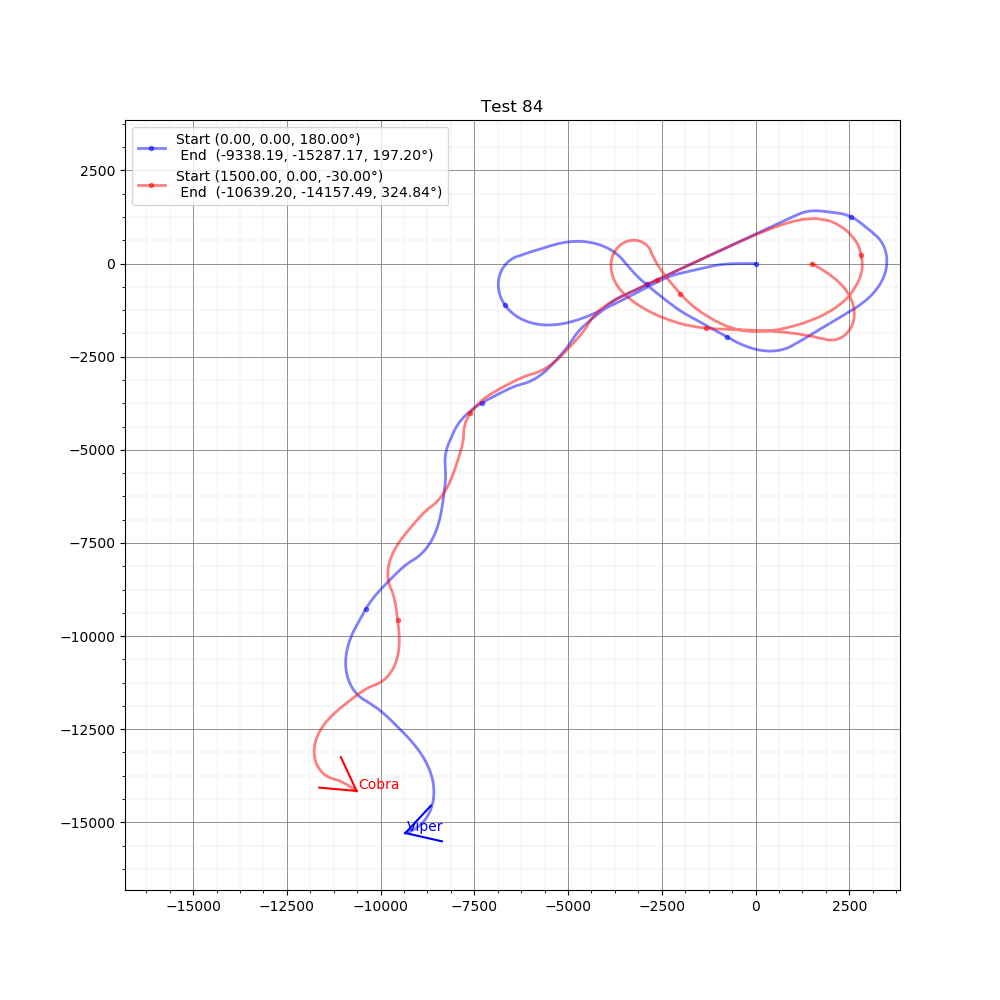 Test 84
Start (0.00, 0.00, 180.00°)
End  (-9338.19, -15287.17, 197.20°)
Start (1500.00, 0.00, -30.00°)
End  (-10639.20, -14157.49, 324.84°)
2500
0
−2500
−5000
−7500
−10000
−12500
−15000
Cobra
Viper
−15000
−12500
−10000
−7500
−5000
−2500
0
2500